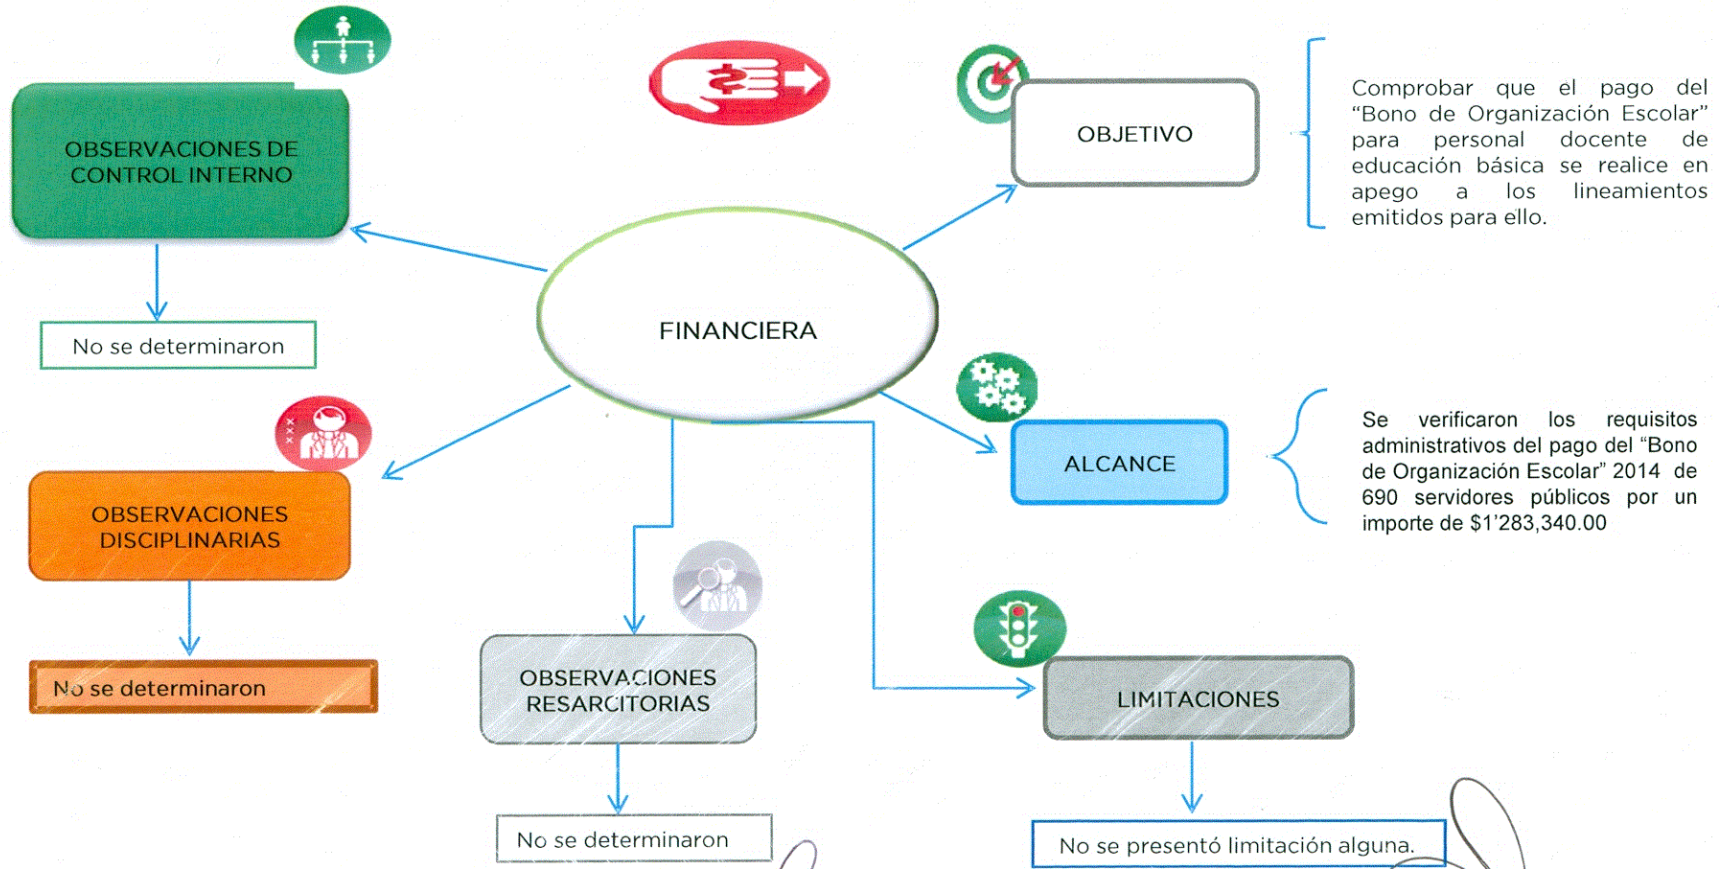 OBSERVACIONES DE
CONTROL INTERNO
No se determinaron
OBJETIVO
Comprobar que el pago del
"Bono de Organización Escolar"
para personal docente de
educación básica se realice en
apego a los lineamientos
emitidos para ello.
FINANCIERA
ALCANCE
Se verificaron los requisitos
administrativos del pago del "Bono
de Organización Escolar" 2014 de
690 servidores públicos por un
importe de $1'283,340.00
OBSERVACIONES
DISCIPLINARIAS
No se determinaron
OBSERVACIONES
RESARCITORIAS
No se determinaron
LIMITACIONES
No se presentó limitación alguna.